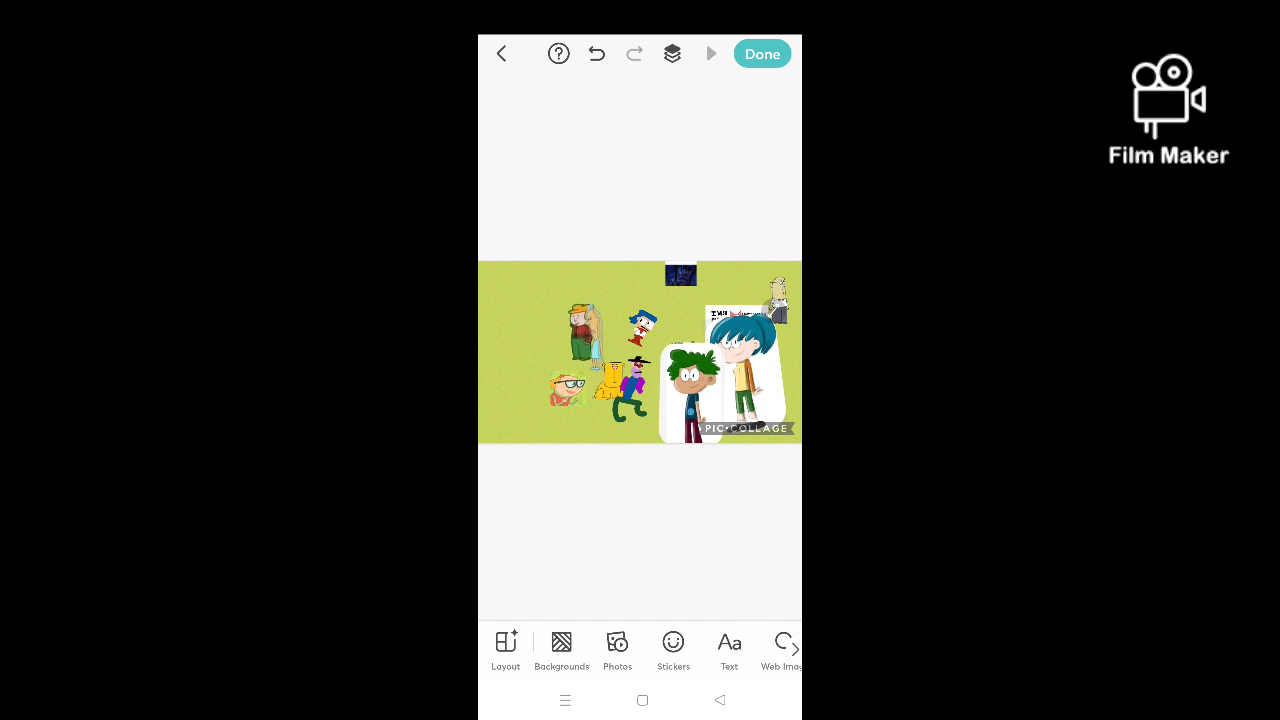 Done
Film Maker
PIC•COLLAGE
Layout
Backgrounds
Photos
Stickers
Aa
Text
Web Imag